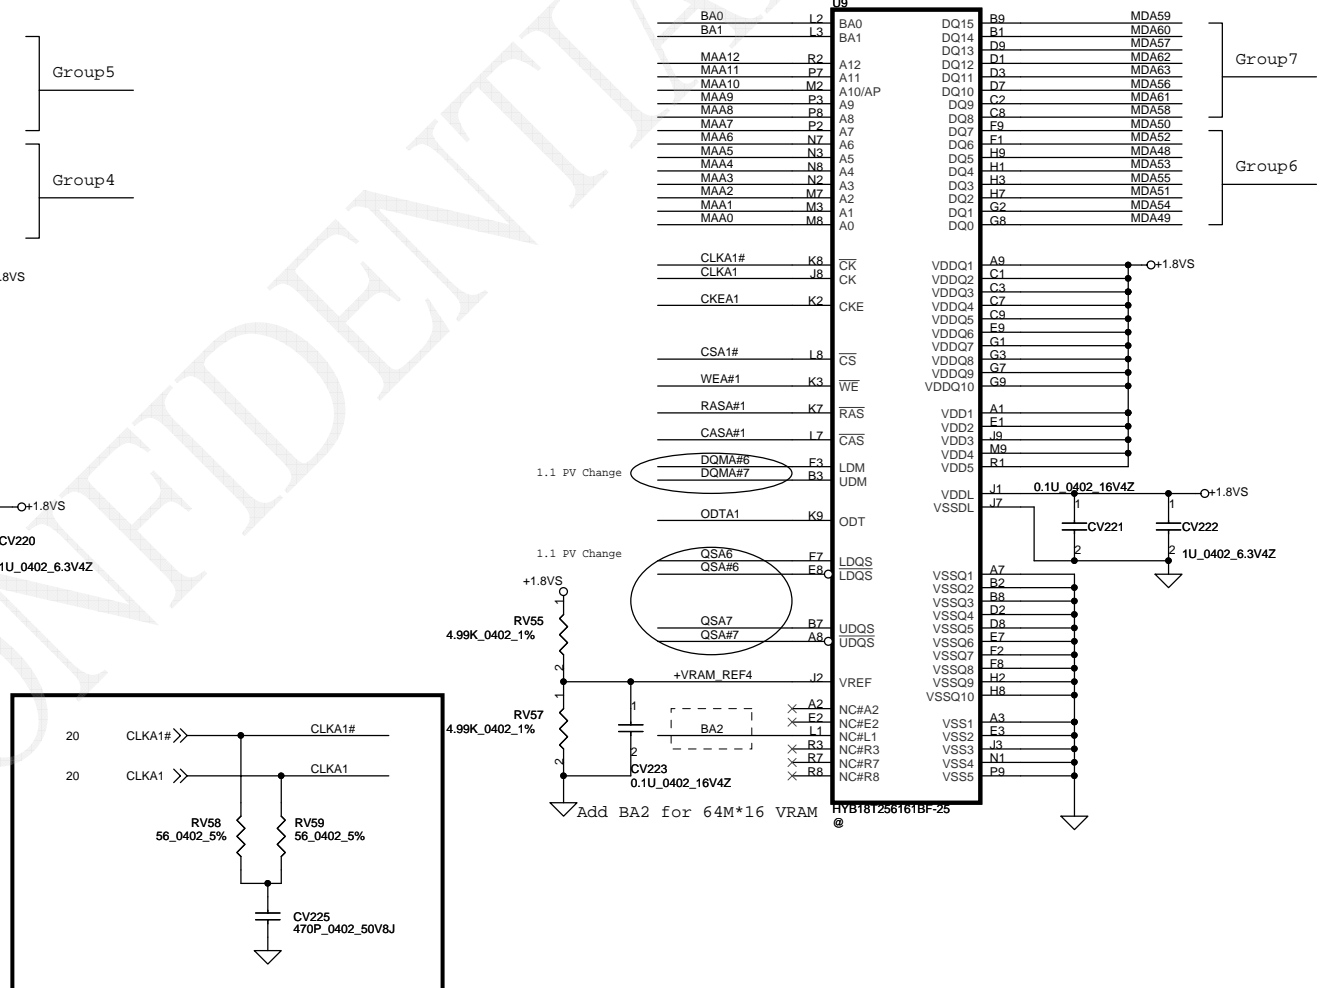 CONFIDENTIAL
U9
BA0 L2 BA0 DQ15 B9 MDA59
BA1 L3 BA1 DQ14 B1 MDA60
DQ13 D9 MDA57
MAA12 R2 A12 DQ12 D1 MDA62
MAA11 P7 A11 DQ11 D3 MDA63
MAA10 M2 A10/AP DQ10 D7 MDA56
MAA9 P3 A9 DQ9 C2 MDA61
MAA8 P8 A8 DQ8 C8 MDA58
MAA7 P2 A7 DQ7 F9 MDA50
MAA6 N7 A6 DQ6 F1 MDA52
MAA5 N3 A5 DQ5 H9 MDA48
MAA4 N8 A4 DQ4 H1 MDA53
MAA3 N2 A3 DQ3 H3 MDA55
MAA2 M7 A2 DQ2 H7 MDA51
MAA1 M3 A1 DQ1 G2 MDA54
MAA0 M8 A0 DQ0 G8 MDA49
Group5
Group4
Group7
Group6
.8VS
CLKA1# K8 CK VDDQ1 A9 +1.8VS
CLKA1 J8 CK VDDQ2 C1
VDDQ3 C3
CKEA1 K2 CKE VDDQ4 C7
VDDQ5 C9
VDDQ6 E9
VDDQ7 G1
CSA1# L8 CS VDDQ8 G3
VDDQ9 G7
WEA#1 K3 WE VDDQ10 G9
RASA#1 K7 RAS VDD1 A1
VDD2 E1
CASA#1 L7 CAS VDD3 J9
VDD4 M9
1.1 PV Change DQMA#6 F3 LDM VDD5 R1
DQMA#7 B3 UDM
VDDL J1 0.1U_0402_16V4Z +1.8VS
VSSDL J7
+1.8VS
ODTA1 K9 ODT
1 CV221 2
1 CV222 2
1U_0402_6.3V4Z
CV220
1U_0402_6.3V4Z
1.1 PV Change QSA6 F7 LDQS
QSA#6 E8 LDQS VSSQ1 A7
VSSQ2 B2
VSSQ3 B8
VSSQ4 D2
QSA7 B7 UDQS VSSQ5 D8
QSA#7 A8 UDQS VSSQ6 E7
VSSQ7 F2
VSSQ8 F8
+VRAM_REF4 J2 VREF VSSQ9 H2
VSSQ10 H8
A2 NC#A2
E2 NC#E2 VSS1 A3
BA2 L1 NC#L1 VSS2 E3
R3 NC#R3 VSS3 J3
R7 NC#R7 VSS4 N1
R8 NC#R8 VSS5 P9
+1.8VS
1 RV55 2
4.99K_0402_1%
1 RV57 2
4.99K_0402_1%
1
2
CV223
0.1U_0402_16V4Z
Add BA2 for 64M*16 VRAM
HYB18T256161BF-25
@
20 CLKA1# CLKA1#
20 CLKA1 CLKA1
RV58
56_0402_5%
RV59
56_0402_5%
CV225
470P_0402_50V8J